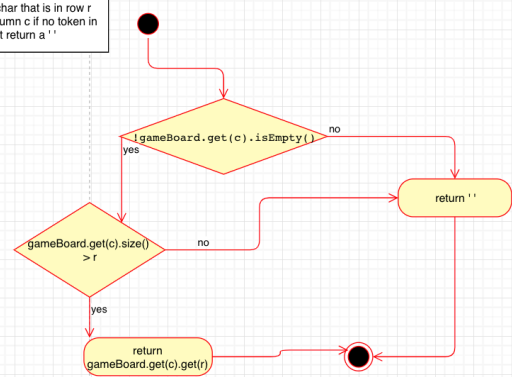 char that is in row r
umn c if no token in
t return a ' '
!gameBoard.get(c).isEmpty()
no
yes
return ' '
gameBoard.get(c).size()
> r
no
yes
return
gameBoard.get(c).get(r)